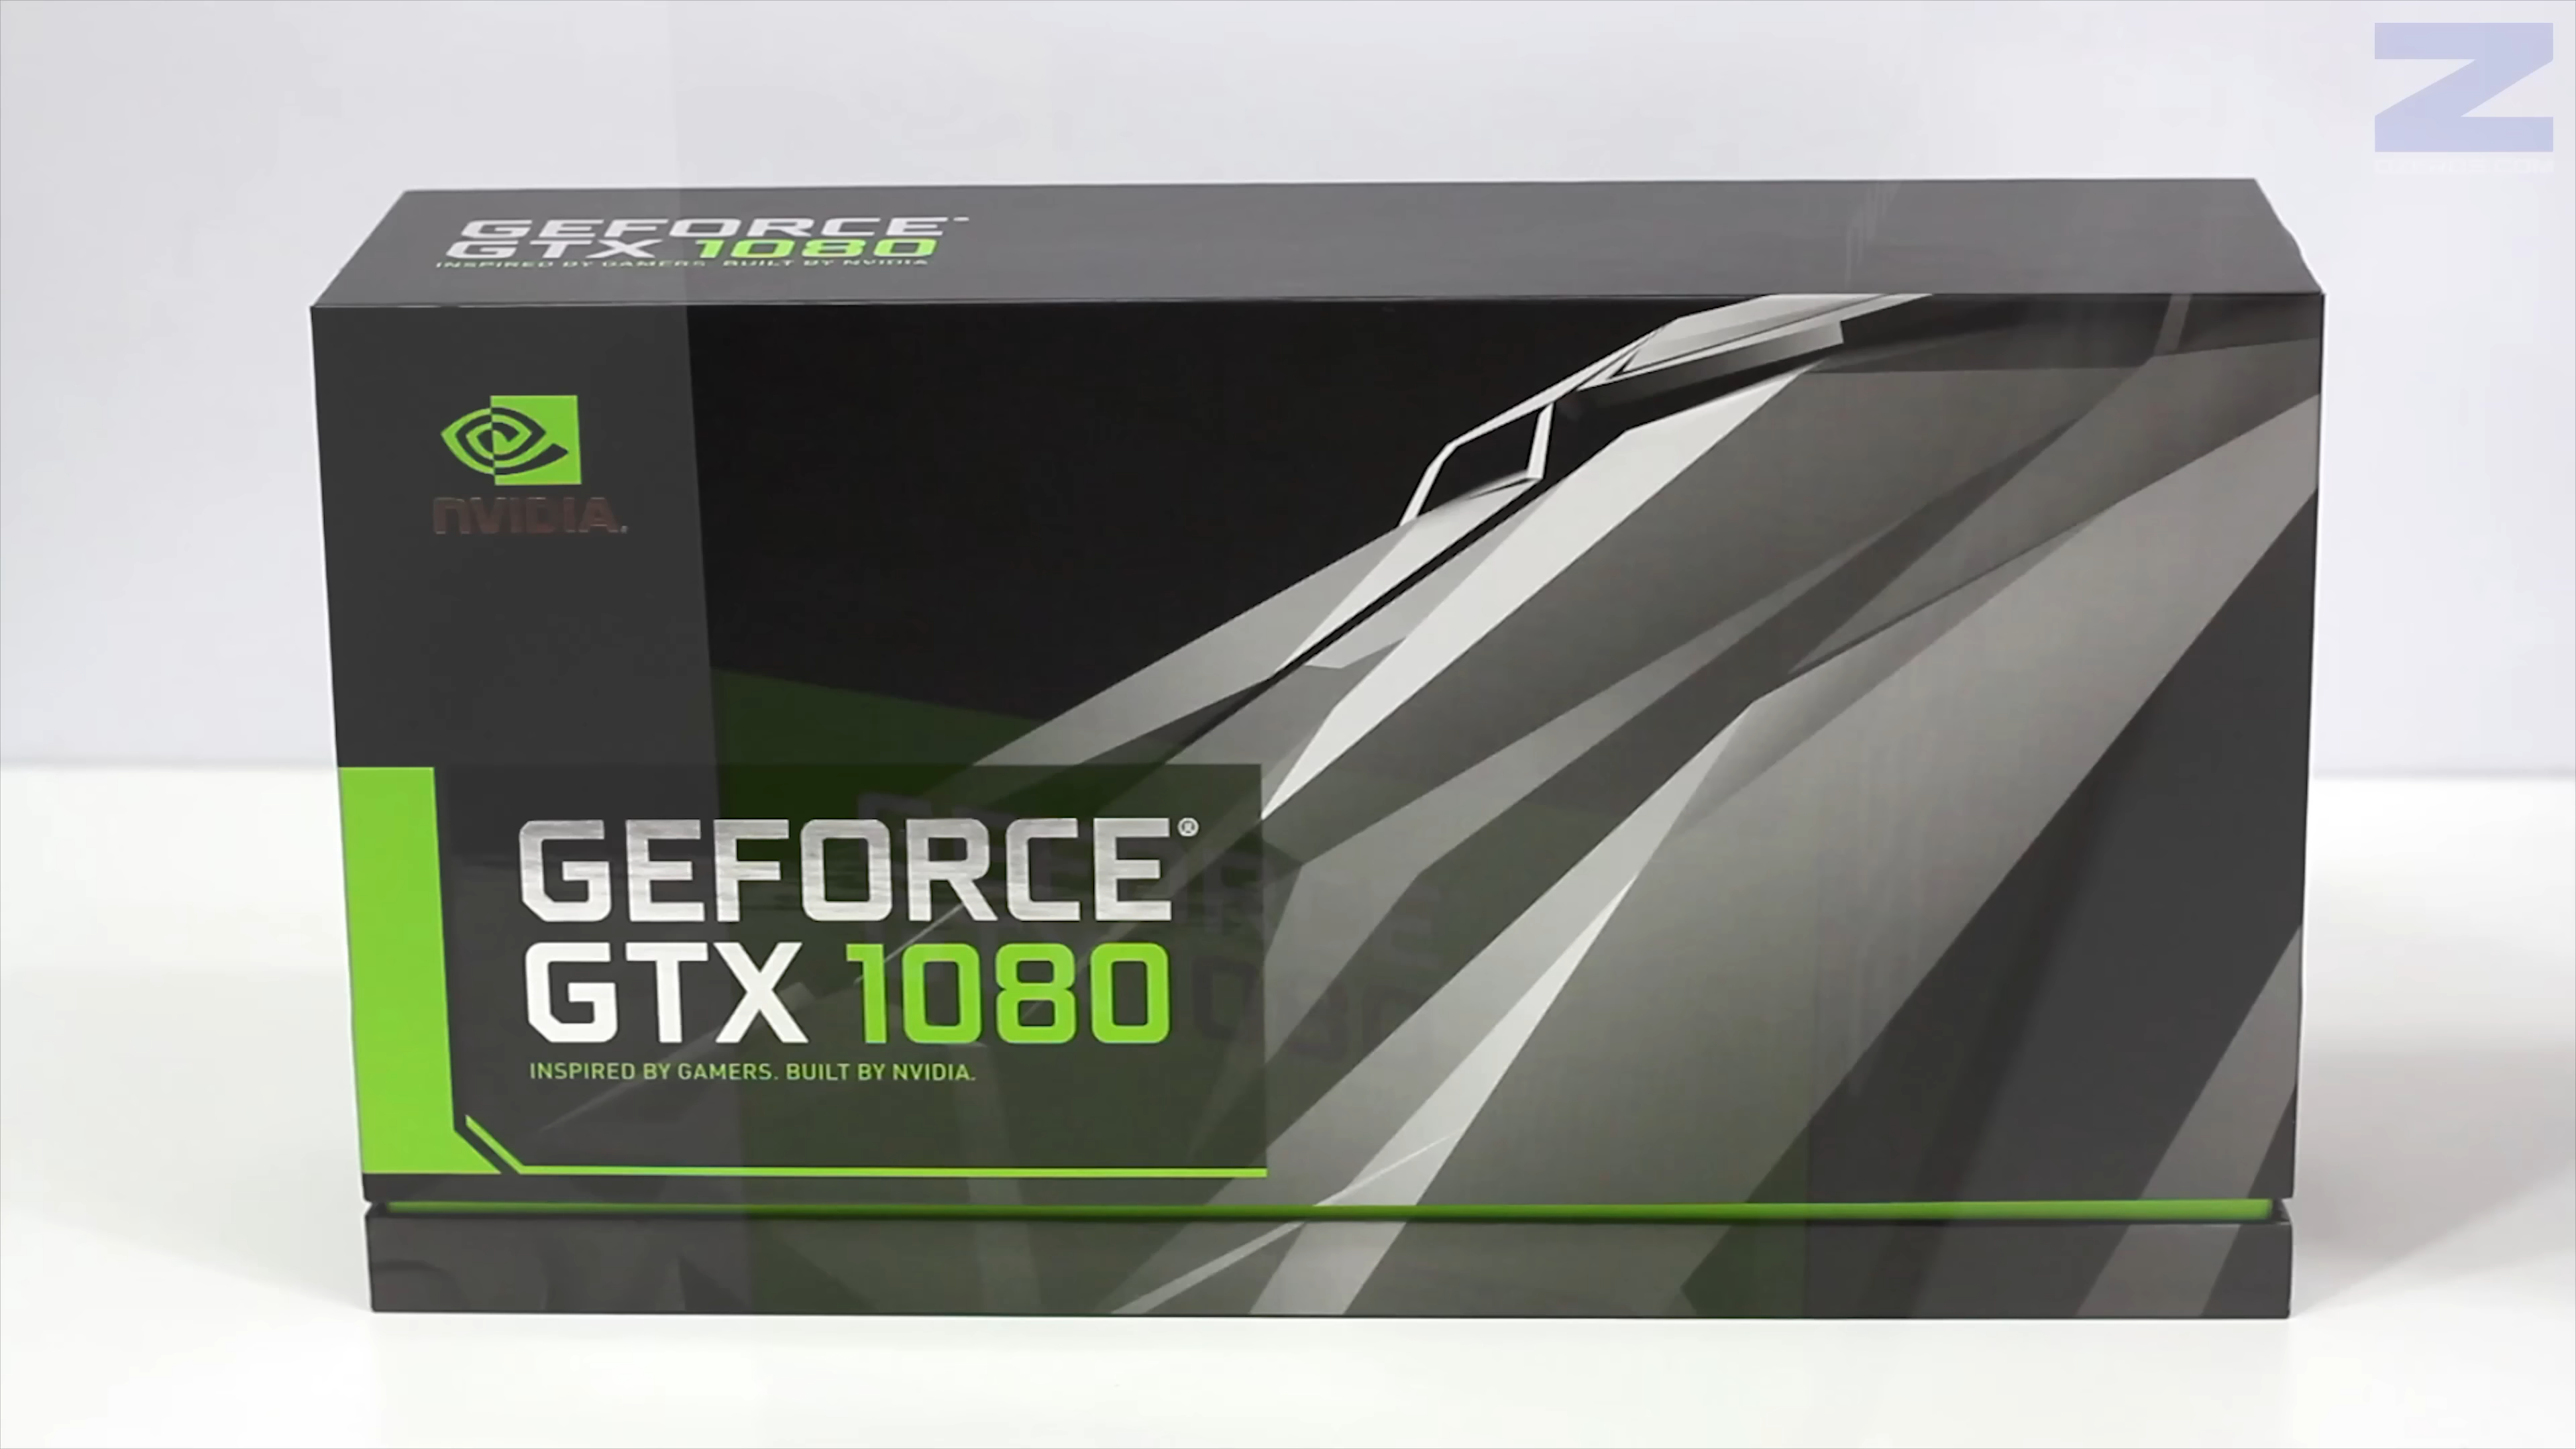 Z
GEFORCE®
GTX 1080
INSPIRED BY GAMERS. BUILT BY NVIDIA
NVIDIA.
GEFORCE®
GTX 1080
INSPIRED BY GAMERS. BUILT BY NVIDIA.